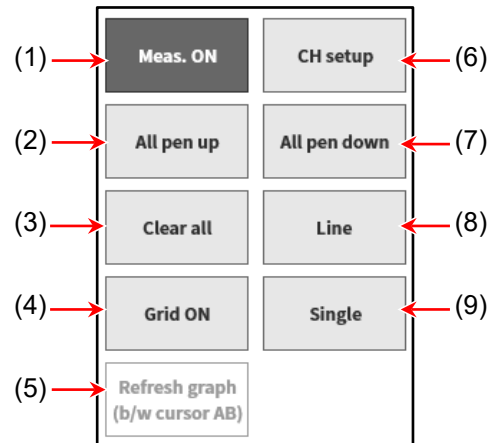 (1) Meas. ON CH setup (6)
(2) All pen up All pen down (7)
(3) Clear all Line (8)
(4) Grid ON Single (9)
(5) Refresh graph
(b/w cursor AB)